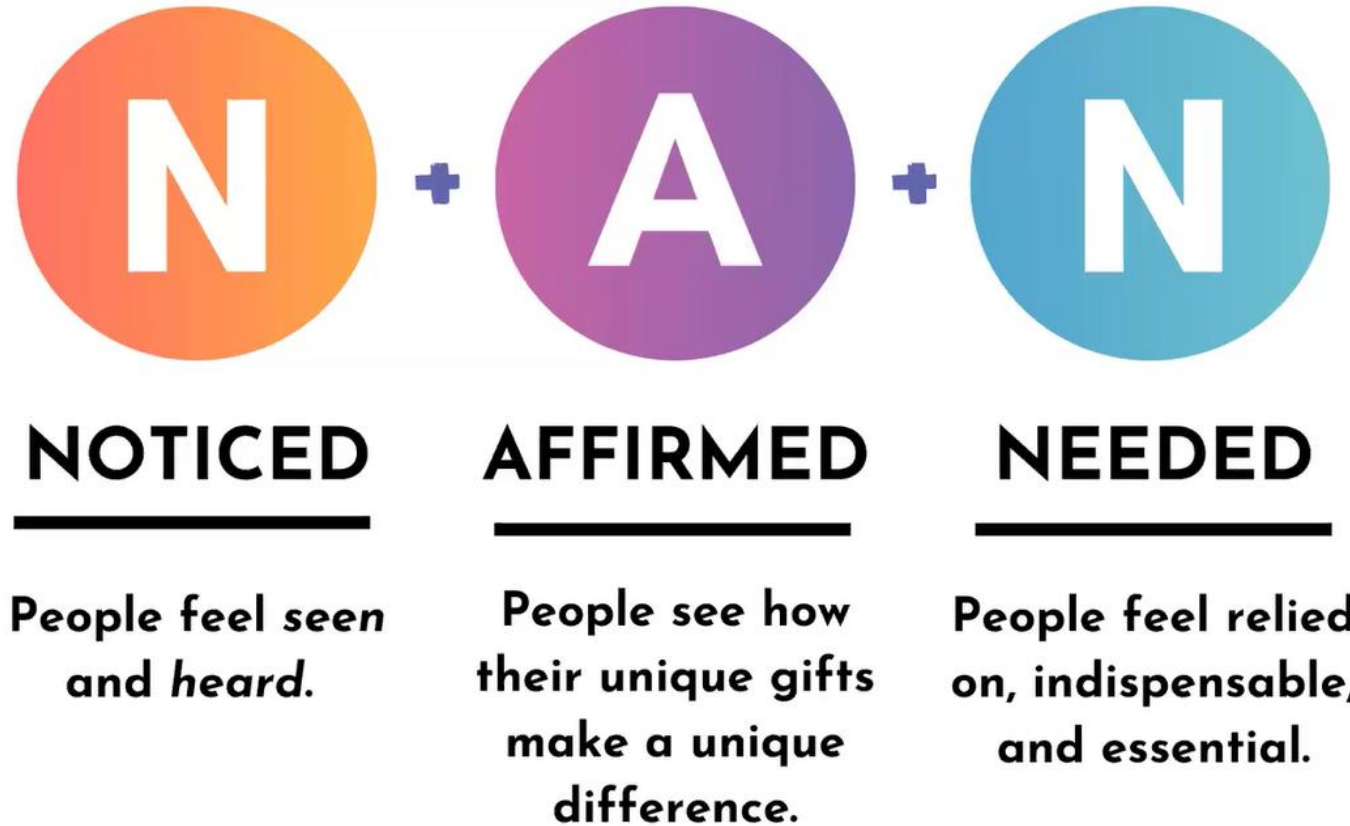 N + A + N
NOTICED
People feel seen
and heard.
AFFIRMED
People see how
their unique gifts
make a unique
difference.
NEEDED
People feel relied
on, indispensable,
and essential.